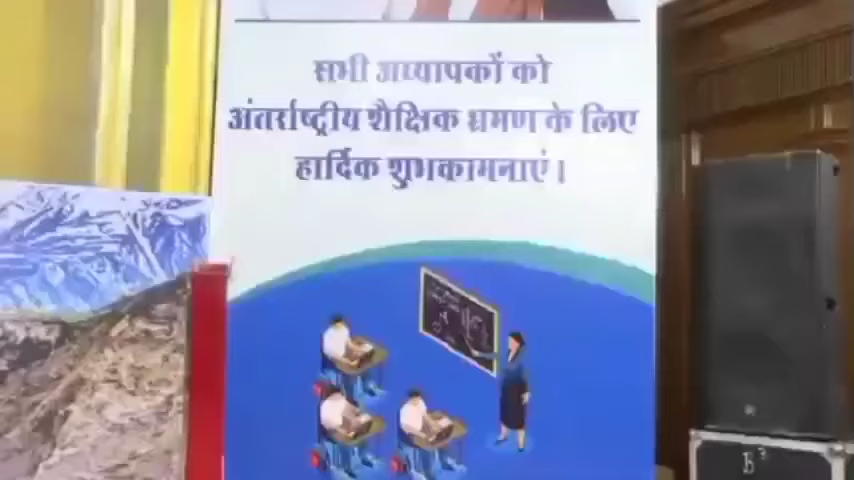 सभी अध्यापकों को
अंतर्राष्ट्रीय शैक्षिक भ्रमण के लिए
हार्दिक शुभकामनाएं।